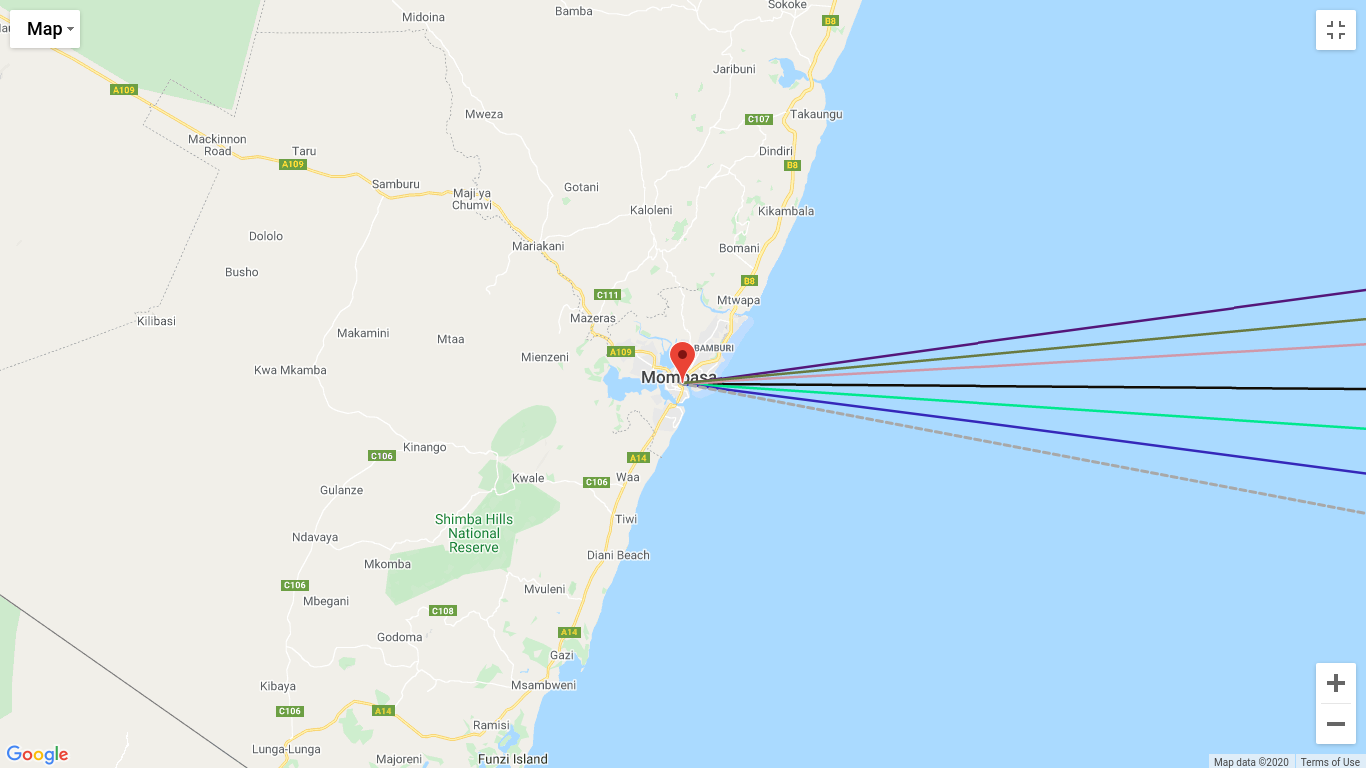 Map
Midoina
Bamba
Sokoke
B8
A109
Jaribuni
Mweza
C107
Takaungu
Mackinnon
Road
Taru
A109
Dindiri
B8
Samburu
Maji ya
Chumvi
Gotani
Kaloleni
Kikambala
Dololo
Mariakani
Bomani
Busho
B8
C111
Mtwapa
Kilibasi
Makamini
Mtaa
Mazeras
BAMBURI
A109
Mienzeni
Kwa Mkamba
Mombasa
Kinango
C106
A14
Gulanze
Kwale
C106
Waa
Shimba Hills
National
Reserve
Tiwi
Ndavaya
Diani Beach
Mkomba
C106
Mbegani
C108
Mvuleni
Godoma
A14
Gazi
Kibaya
Msambweni
C106
A14
Ramisi
Lunga-Lunga
Majoreni
Funzi Island
Google
Map data ©2020
Terms of Use